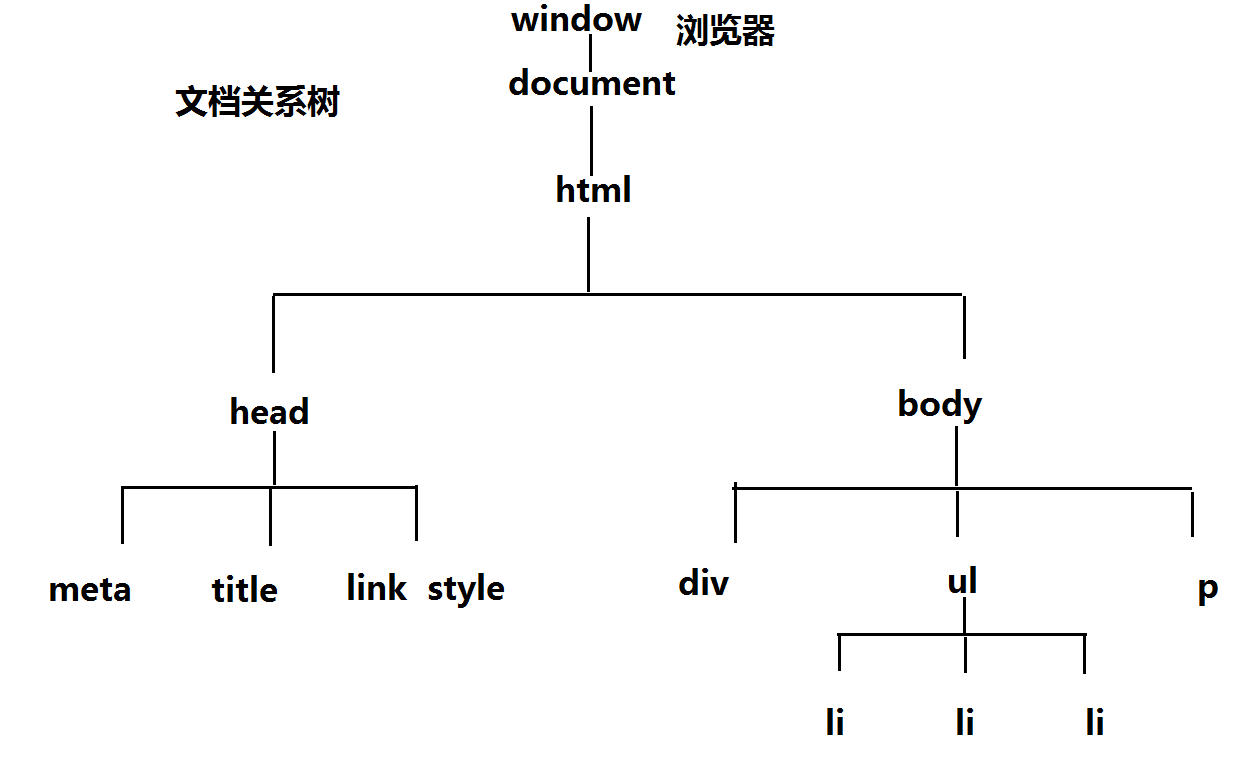 window 浏览器
document
文档关系树
html
head
body
meta title link style
div ul p
li li li